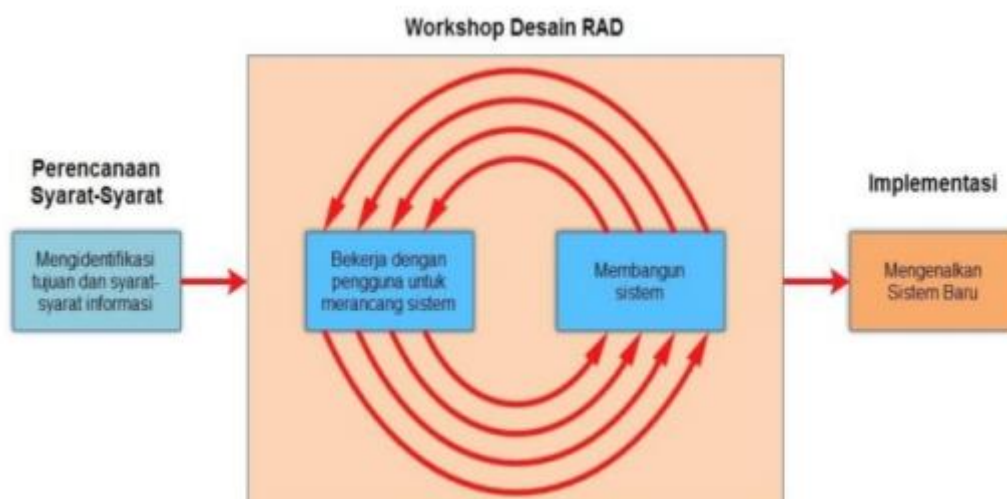 Workshop Desain RAD
Perencanaan
Syarat-Syarat
Mengidentifikasi
tujuan dan syarat-
syarat informasi
Bekerja dengan
pengguna untuk
merancang sistem
Membangun
sistem
Implementasi
Mengenalkan
Sistem Baru